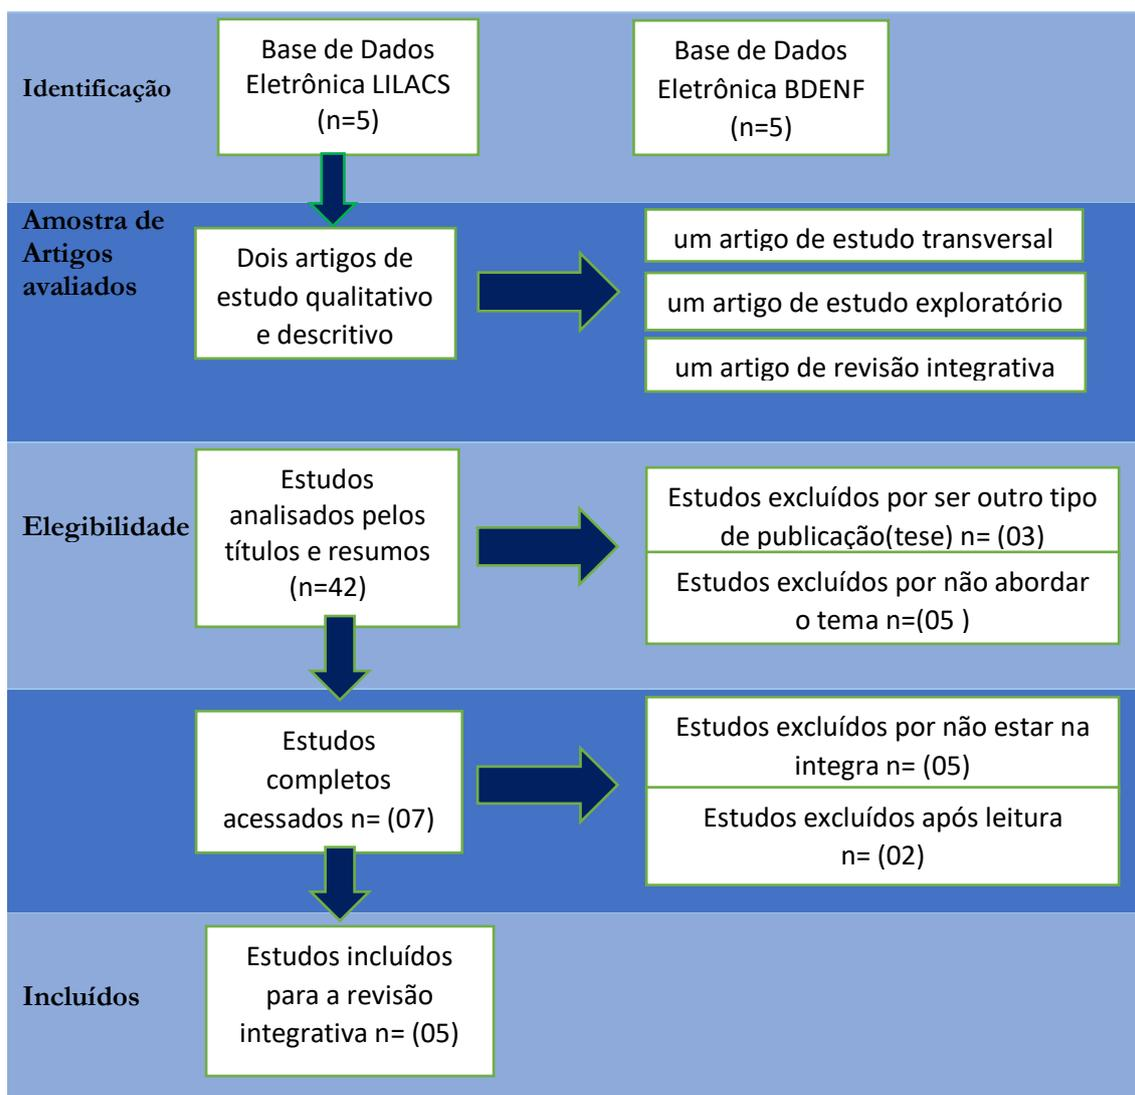 Identificação
Base de Dados
Eletrônica LILACS
(n=5)
Base de Dados
Eletrônica BDENF
(n=5)
Amostra de
Artigos
avaliados
Dois artigos de
estudo qualitativo
e descritivo
um artigo de estudo transversal
um artigo de estudo exploratório
um artigo de revisão integrativa
Elegibilidade
Estudos
analisados pelos
títulos e resumos
(n=42)
Estudos excluídos por ser outro tipo
de publicação(tese) n= (03)
Estudos excluídos por não abordar
o tema n=(05 )
Estudos
completos
acessados n= (07)
Estudos excluídos por não estar na
integra n= (05)
Estudos excluídos após leitura
n= (02)
Incluídos
Estudos incluídos
para a revisão
integrativa n= (05)